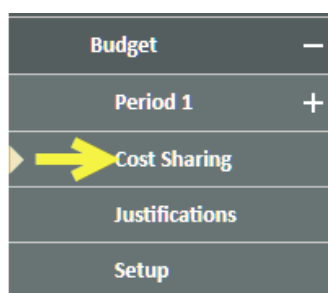 Budget –
Period 1 +
Cost Sharing
Justifications
Setup